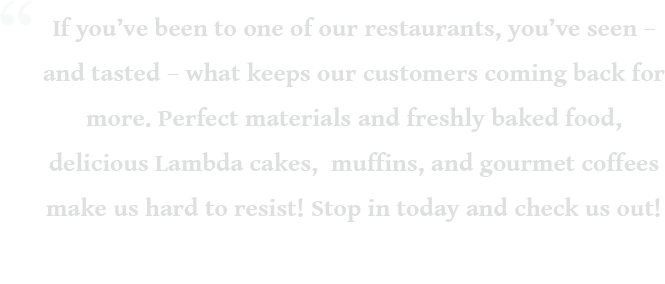 “ If you’ve been to one of our restaurants, you’ve seen –
and tasted – what keeps our customers coming back for
more. Perfect materials and freshly baked food,
delicious Lambda cakes,  muffins, and gourmet coffees
make us hard to resist! Stop in today and check us out!